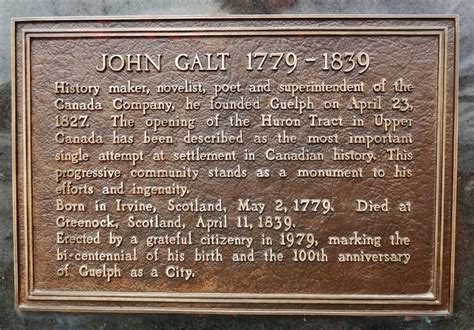 JOHN GALT 1779-1839
History maker, novelist, poet and superintendent of the
Canada Company, he founded Guelph on April 23,
1827. The opening of the Huron Tract in Upper
Canada has been described as the most important
single attempt at settlement in Canadian history. This
progressive community stands as a monument to his
efforts and ingenuity.
Born in Irvine, Scotland, May 2, 1779. Died at
Greenock, Scotland, April 11, 1839.
Erected by a grateful citizenry in 1979, marking the
bi-centennial of his birth and the 100th anniversary
of Guelph as a City.